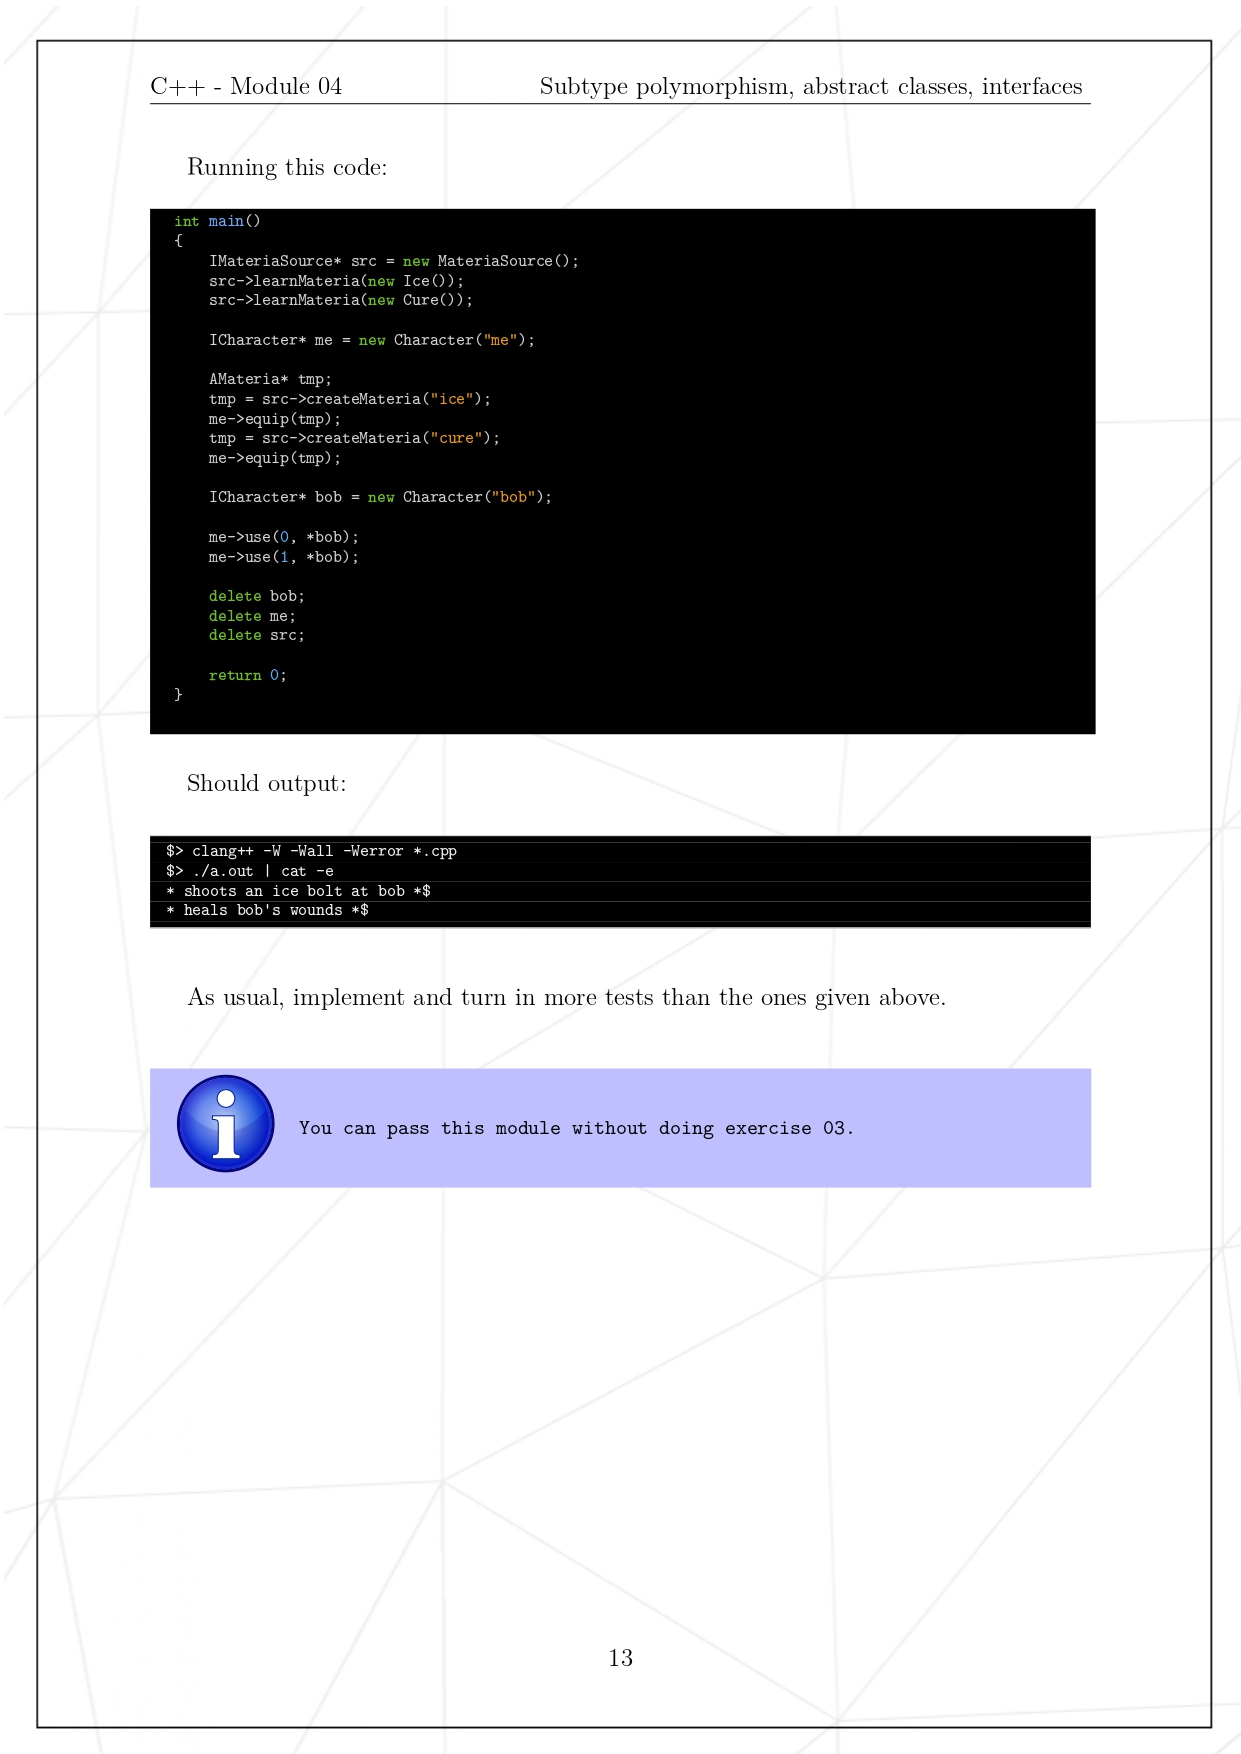 C++ - Module 04 Subtype polymorphism, abstract classes, interfaces
Running this code:
int main()
{
    IMateriaSource* src = new MateriaSource();
    src->learnMateria(new Ice());
    src->learnMateria(new Cure());

    ICharacter* me = new Character("me");

    AMateria* tmp;
    tmp = src->createMateria("ice");
    me->equip(tmp);
    tmp = src->createMateria("cure");
    me->equip(tmp);

    ICharacter* bob = new Character("bob");

    me->use(0, *bob);
    me->use(1, *bob);

    delete bob;
    delete me;
    delete src;

    return 0;
}
Should output:
$> clang++ -W -Wall -Werror *.cpp
$> ./a.out | cat -e
* shoots an ice bolt at bob *$
* heals bob's wounds *$
As usual, implement and turn in more tests than the ones given above.
You can pass this module without doing exercise 03.
13